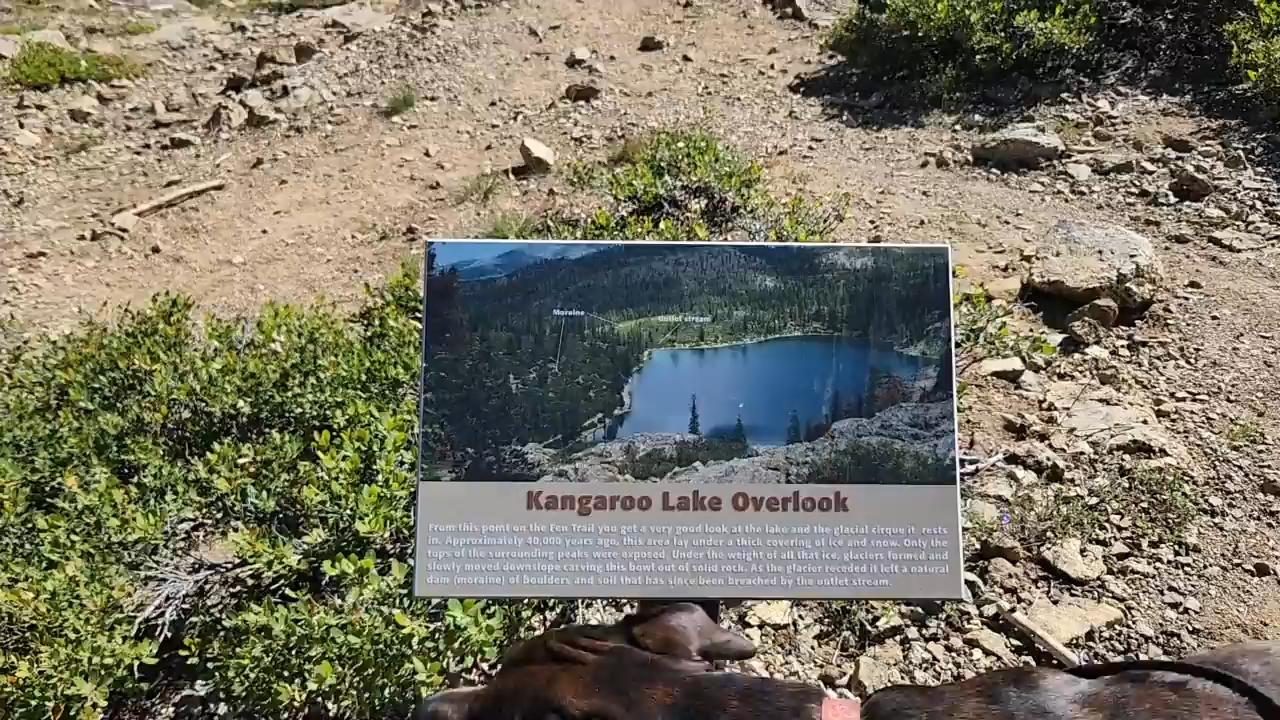 Moraine
Outlet stream
Kangaroo Lake Overlook
From this point on the Fen Trail you get a very good look at the lake and the glacial cirque it rests
in. Approximately 40,000 years ago, this area lay under a thick covering of ice and snow. Only the
tops of the surrounding peaks were exposed. Under the weight of all that ice, glaciers formed and
slowly moved downslope carving this bowl out of solid rock. As the glacier receded it left a natural
dam (moraine) of boulders and soil that has since been breached by the outlet stream.